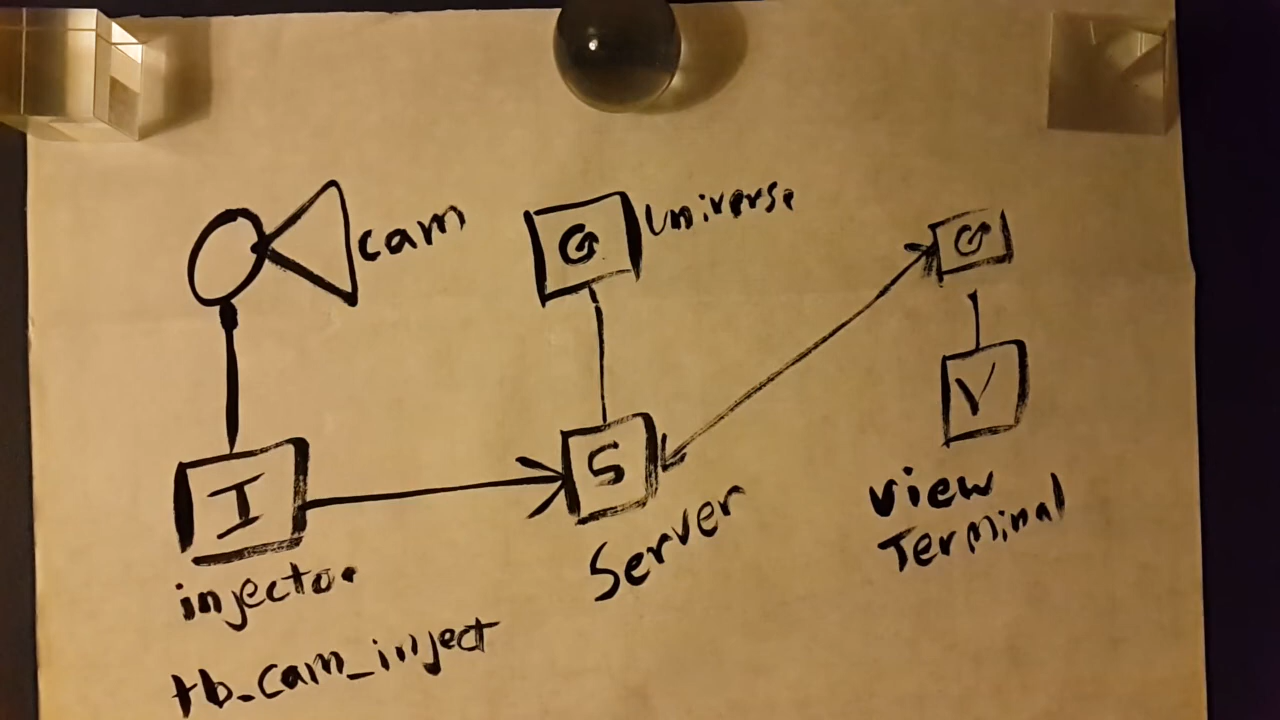 cam
Universe
G
G
I
S
V
injector
Server
View
Terminal
tb_cam_inject